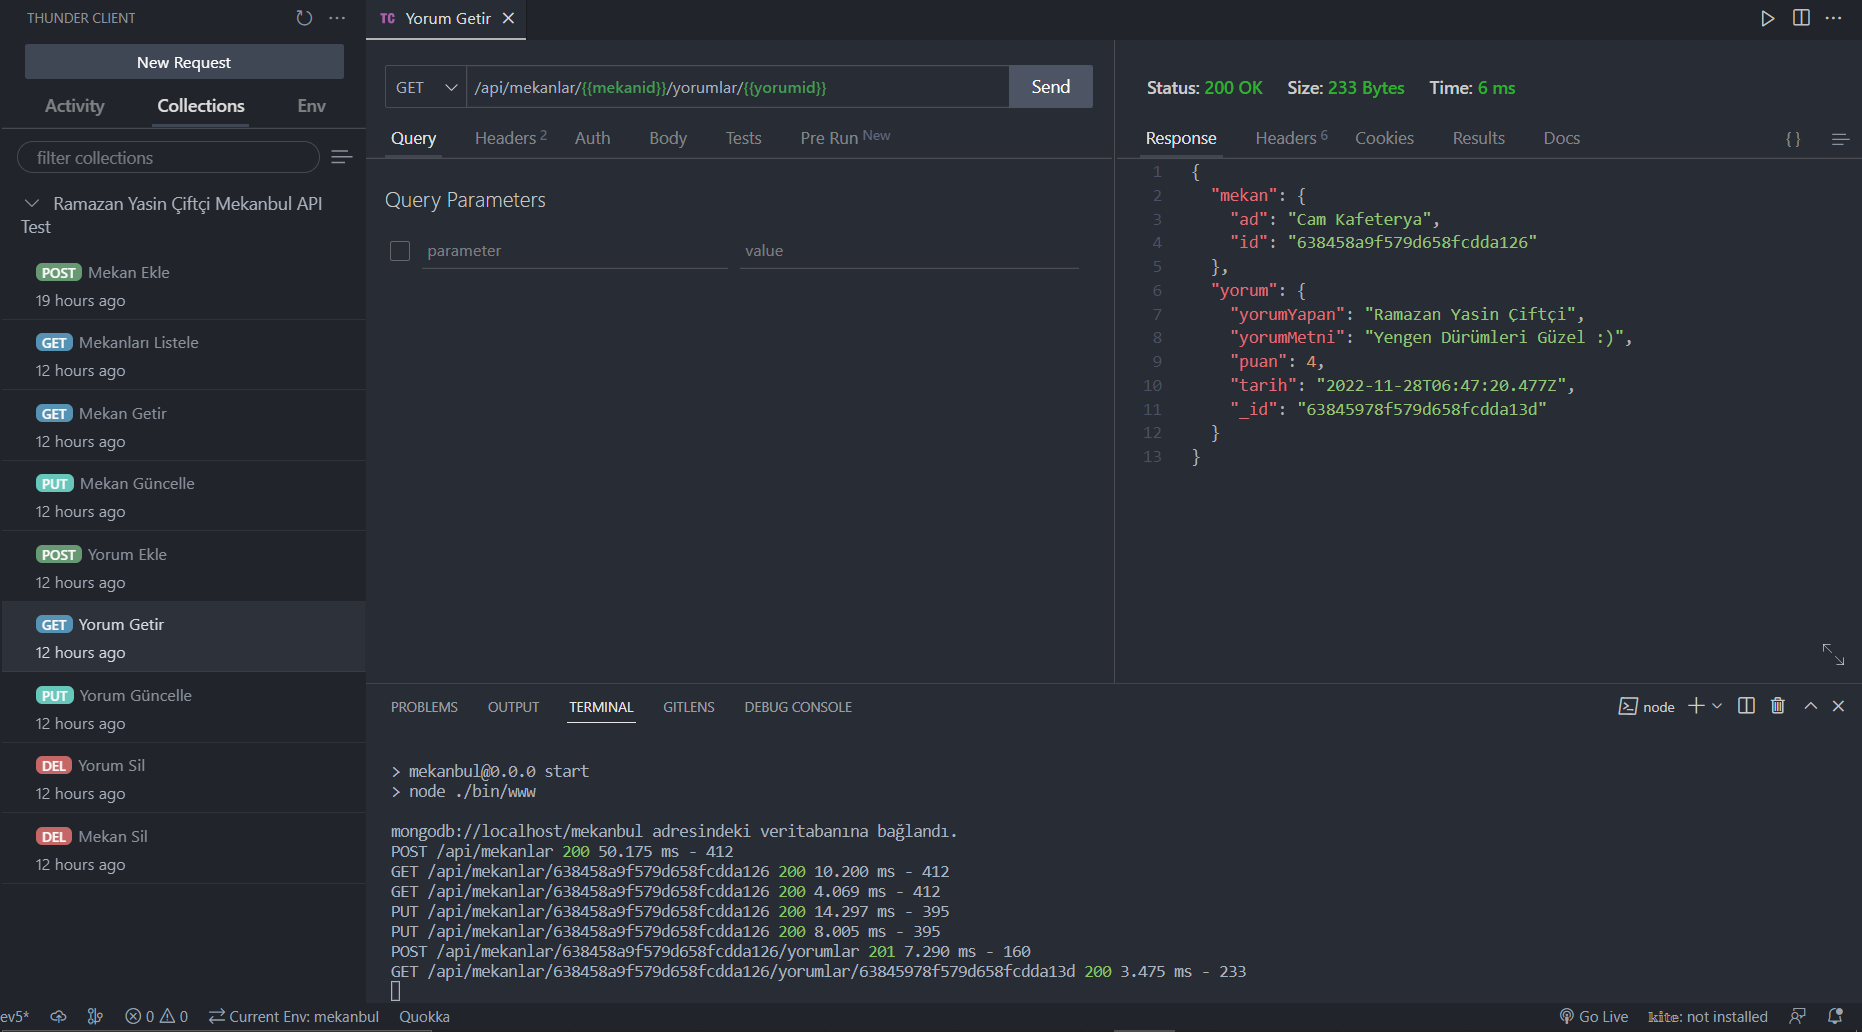 THUNDER CLIENT
New Request
Activity Collections Env
filter collections
Ramazan Yasin Çiftçi Mekanbul API
Test
POST Mekan Ekle
19 hours ago
GET Mekanları Listele
12 hours ago
GET Mekan Getir
12 hours ago
PUT Mekan Güncelle
12 hours ago
POST Yorum Ekle
12 hours ago
GET Yorum Getir
12 hours ago
PUT Yorum Güncelle
12 hours ago
DEL Yorum Sil
12 hours ago
DEL Mekan Sil
12 hours ago
TC Yorum Getir
GET /api/mekanlar/{{mekanid}}/yorumlar/{{yorumid}} Send
Query Headers 2 Auth Body Tests Pre Run New
Query Parameters
parameter value
Status: 200 OK Size: 233 Bytes Time: 6 ms
Response Headers 6 Cookies Results Docs { }
1 {
2 "mekan": {
3 "ad": "Cam Kafeterya",
4 "id": "638458a9f579d658fcdda126"
5 },
6 "yorum": {
7 "yorumYapan": "Ramazan Yasin Çiftçi",
8 "yorumMetni": "Yengen Dürümleri Güzel :)",
9 "puan": 4,
10 "tarih": "2022-11-28T06:47:20.477Z",
11 "_id": "63845978f579d658fcdda13d"
12 }
13 }
PROBLEMS OUTPUT TERMINAL GITLENS DEBUG CONSOLE
node
> mekanbul@0.0.0 start
> node ./bin/www
mongodb://localhost/mekanbul adresindeki veritabanına bağlandı.
POST /api/mekanlar 200 50.175 ms - 412
GET /api/mekanlar/638458a9f579d658fcdda126 200 10.200 ms - 412
GET /api/mekanlar/638458a9f579d658fcdda126 200 4.069 ms - 412
PUT /api/mekanlar/638458a9f579d658fcdda126 200 14.297 ms - 395
PUT /api/mekanlar/638458a9f579d658fcdda126 200 8.005 ms - 395
POST /api/mekanlar/638458a9f579d658fcdda126/yorumlar 201 7.290 ms - 160
GET /api/mekanlar/638458a9f579d658fcdda126/yorumlar/63845978f579d658fcdda13d 200 3.475 ms - 233
ev5* 0 0 Current Env: mekanbul Quokka Go Live kite: not installed